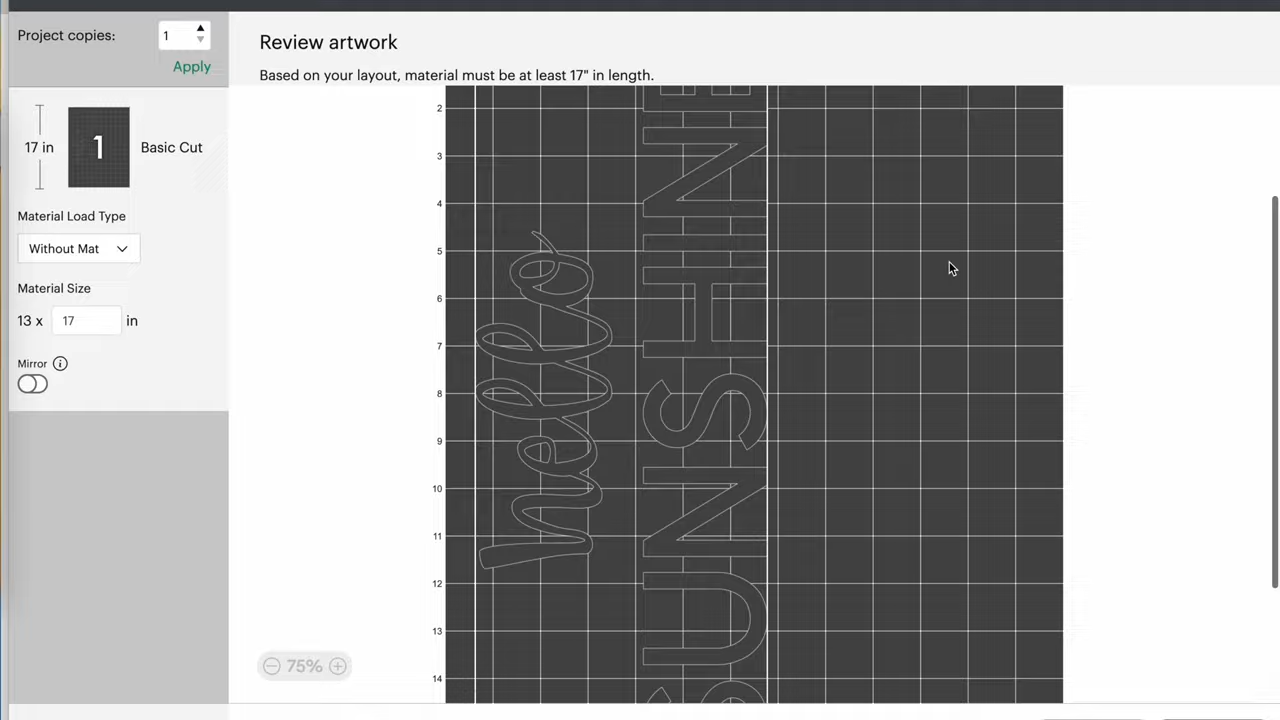 Project copies:
1
Apply
17 in
1
Basic Cut
Material Load Type
Without Mat
Material Size
13 x
17
in
Mirror
Review artwork
Based on your layout, material must be at least 17" in length.
2
3
4
5
6
7
8
9
10
11
12
13
14
hello
SUNSHINE
75%